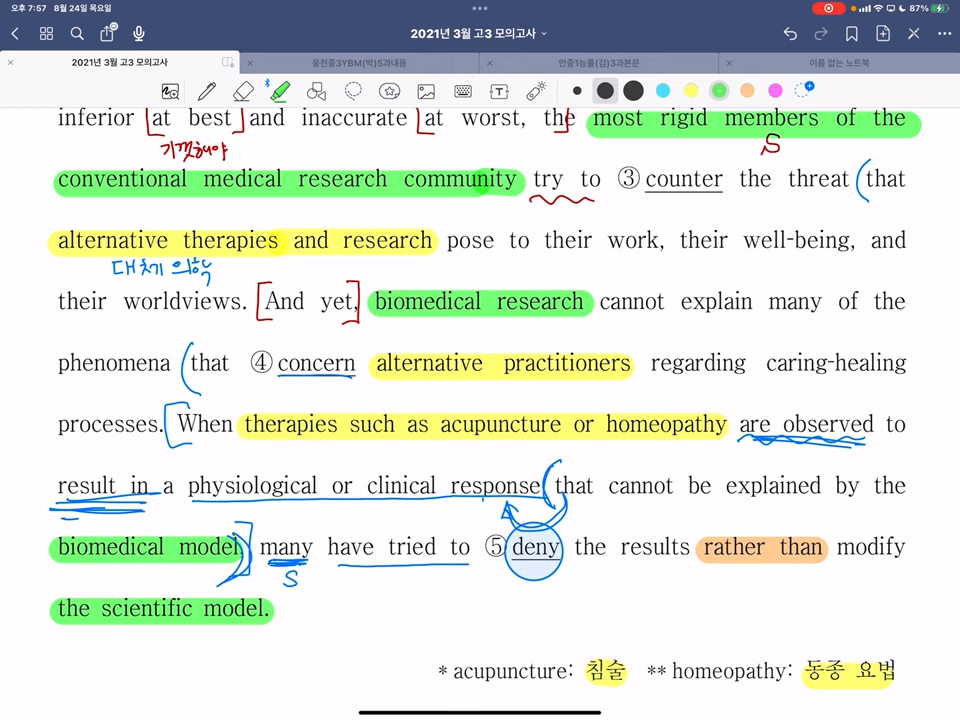 오후 7:57 8월 24일 목요일
87%
2021년 3월 고3 모의고사
2021년 3월 고3 모의고사
웅천중3YBM(박)5과내용
안중1능률(김)3과본문
이름 없는 노트북
inferior [at best] and inaccurate [at worst, the] most rigid members of the
기껏해야
S
conventional medical research community try to ③ counter the threat (that
alternative therapies and research pose to their work, their well-being, and
대체 의학
their worldviews. [And yet,] biomedical research cannot explain many of the
phenomena (that ④ concern alternative practitioners regarding caring-healing
processes. [When therapies such as acupuncture or homeopathy are observed to
result in a physiological or clinical response (that cannot be explained by the
biomedical model,)] many have tried to ⑤ deny the results rather than modify
S
the scientific model.
* acupuncture: 침술 ** homeopathy: 동종 요법